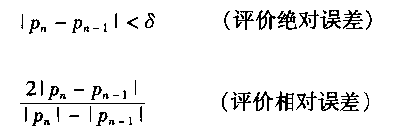 |pₙ − pₙ₋₁| < δ （评价绝对误差）
2|pₙ − pₙ₋₁| / |pₙ| − |pₙ₋₁| （评价相对误差）